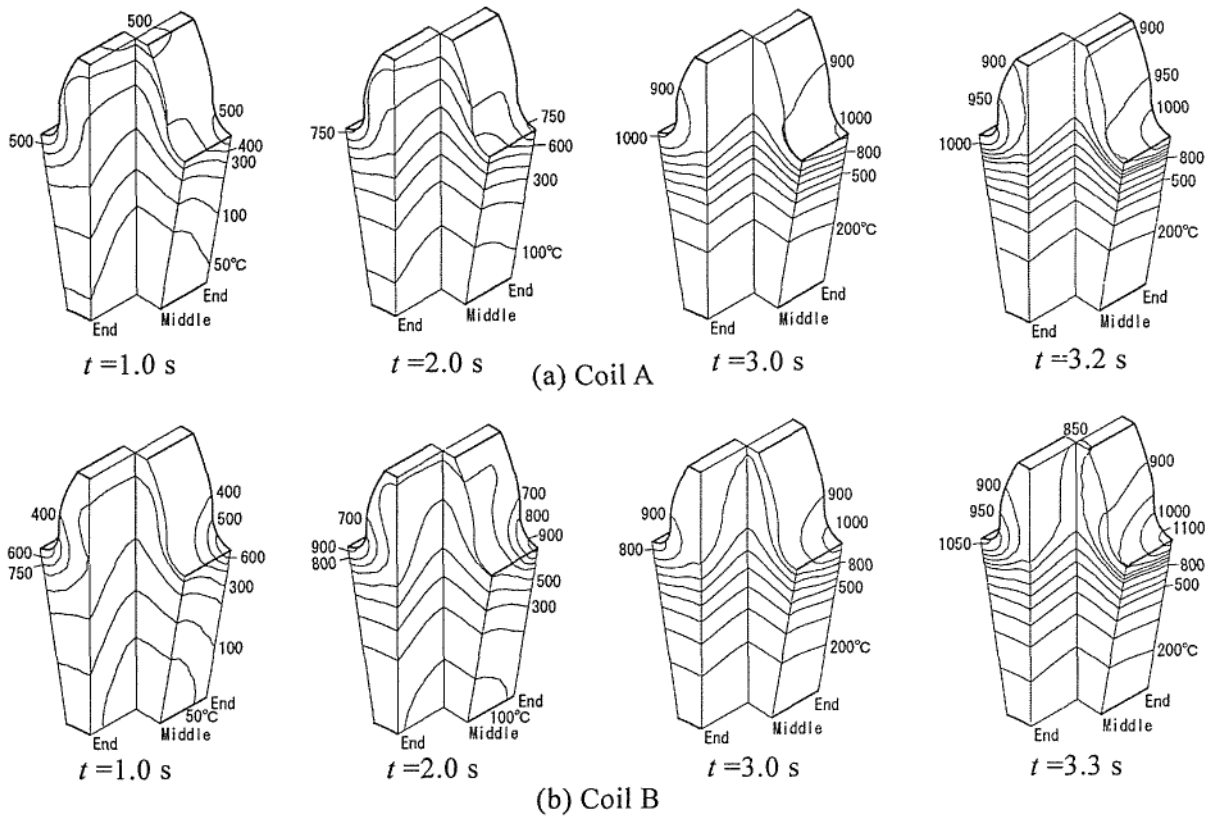 500
500
500
400
300
100
50℃
End
Middle
End
t =1.0 s
750
750
600
300
100℃
End
Middle
End
t =2.0 s
900
1000
900
1000
800
500
200℃
End
Middle
End
t =3.0 s
900
950
1000
900
950
1000
800
500
200℃
End
Middle
End
t =3.2 s
(a) Coil A
400
600
750
400
500
600
300
100
50℃
End
Middle
End
t =1.0 s
700
900
800
700
800
900
500
300
100℃
End
Middle
End
t =2.0 s
900
800
900
1000
800
500
200℃
End
Middle
End
t =3.0 s
850
900
950
1050
900
1000
1100
800
500
200℃
End
Middle
End
t =3.3 s
(b) Coil B